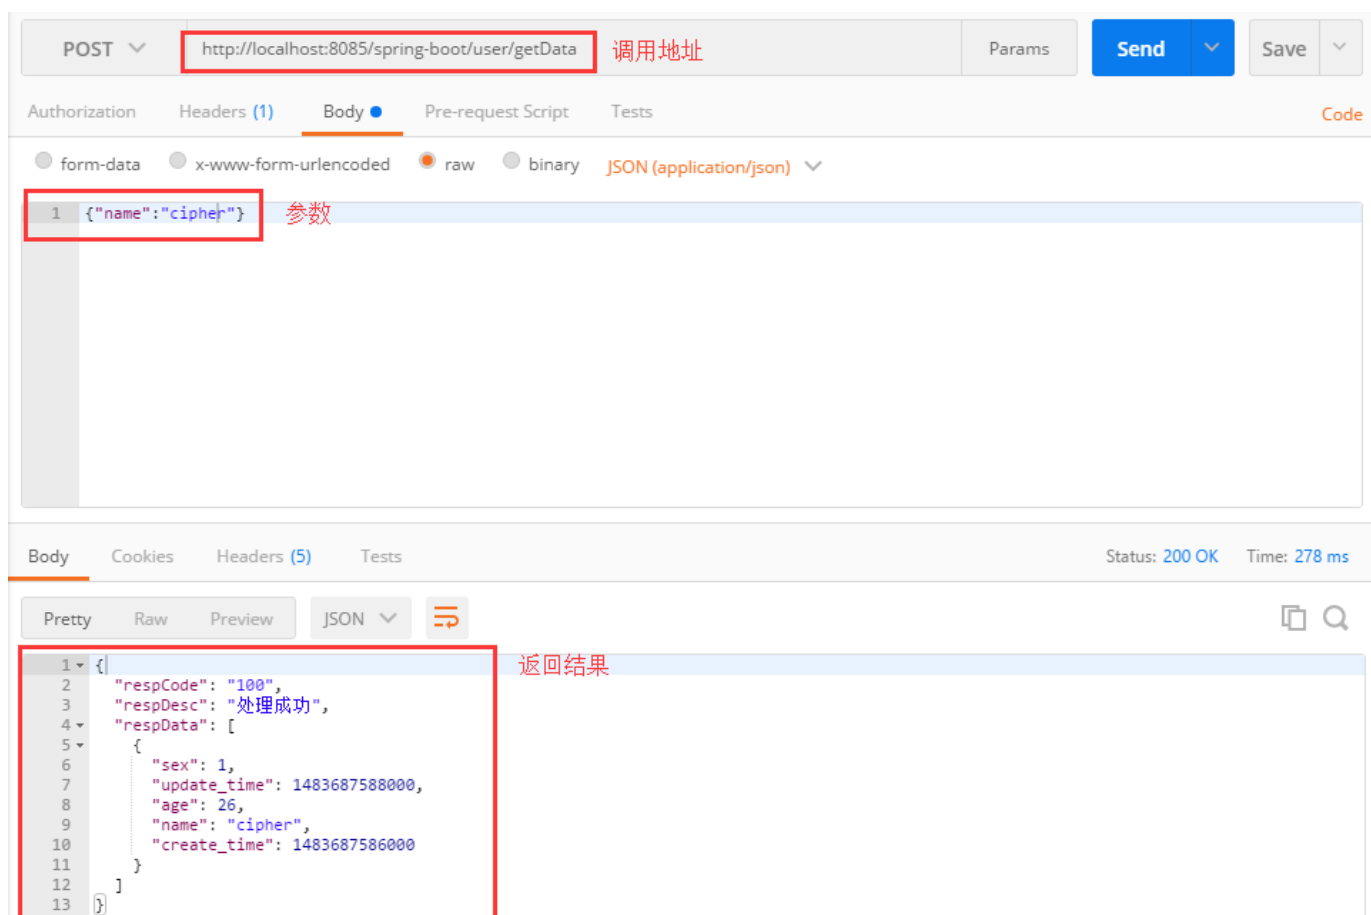 POST http://localhost:8085/spring-boot/user/getData 调用地址 Params Send Save
Authorization Headers (1) Body Pre-request Script Tests Code
form-data x-www-form-urlencoded raw binary JSON (application/json)
1 {"name":"cipher"} 参数
Body Cookies Headers (5) Tests Status: 200 OK Time: 278 ms
Pretty Raw Preview JSON
1 { 返回结果
2 "respCode": "100",
3 "respDesc": "处理成功",
4 "respData": [
5 {
6 "sex": 1,
7 "update_time": 1483687588000,
8 "age": 26,
9 "name": "cipher",
10 "create_time": 1483687586000
11 }
12 ]
13 }